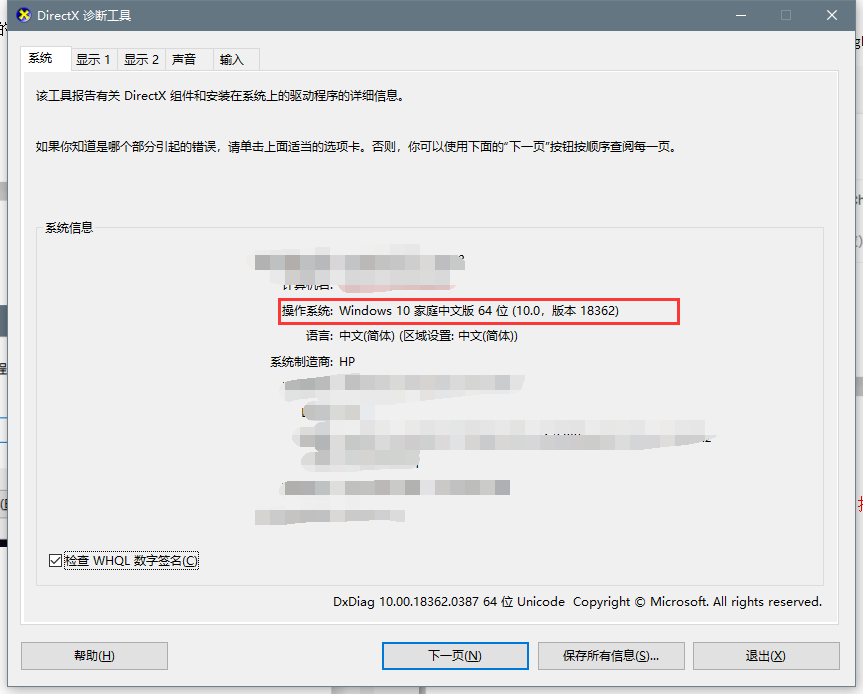 DirectX 诊断工具
系统 显示 1 显示 2 声音 输入
该工具报告有关 DirectX 组件和安装在系统上的驱动程序的详细信息。
如果你知道是哪个部分引起的错误，请单击上面适当的选项卡。否则，你可以使用下面的“下一页”按钮按顺序查阅每一页。
系统信息
计算机名:
操作系统: Windows 10 家庭中文版 64 位 (10.0，版本 18362)
语言: 中文(简体) (区域设置: 中文(简体))
系统制造商: HP
检查 WHQL 数字签名(C)
DxDiag 10.00.18362.0387 64 位 Unicode Copyright © Microsoft. All rights reserved.
帮助(H) 下一页(N) 保存所有信息(S)... 退出(X)